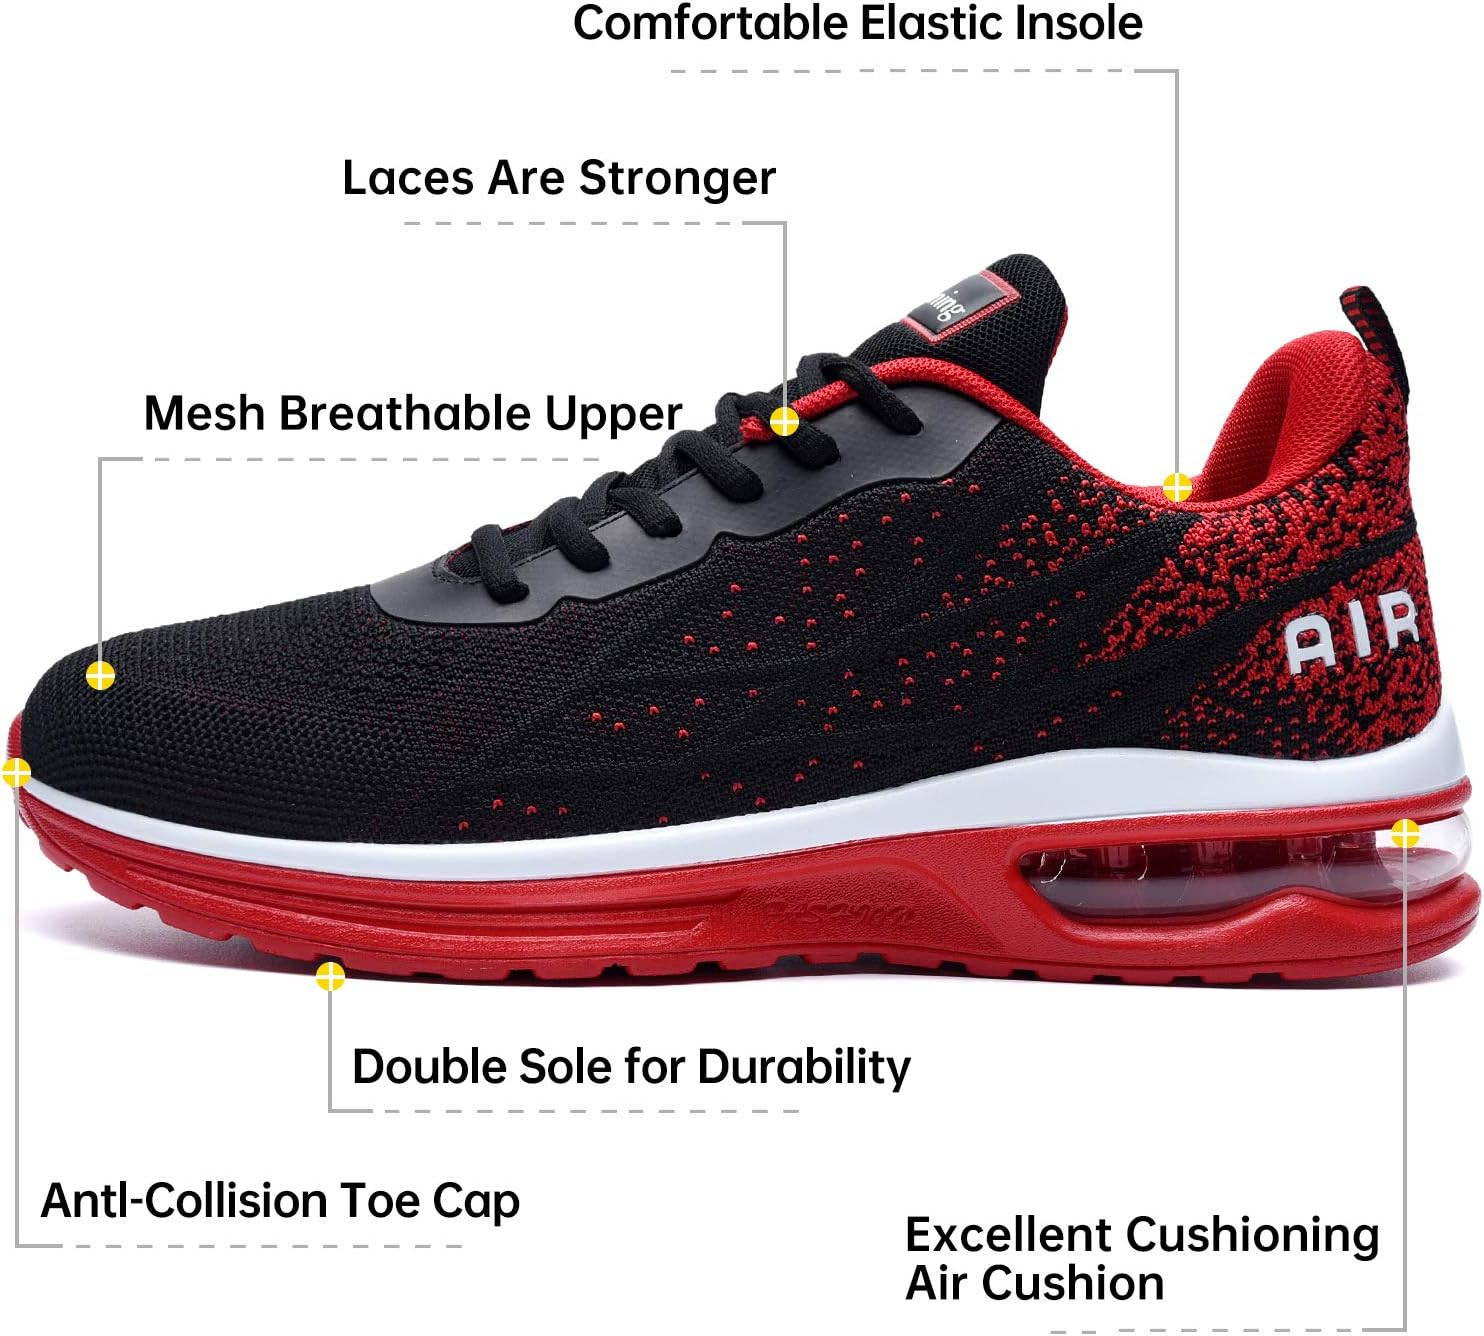 Comfortable Elastic Insole
Laces Are Stronger
Mesh Breathable Upper
AIR
Double Sole for Durability
Antl-Collision Toe Cap
Excellent Cushioning
Air Cushion